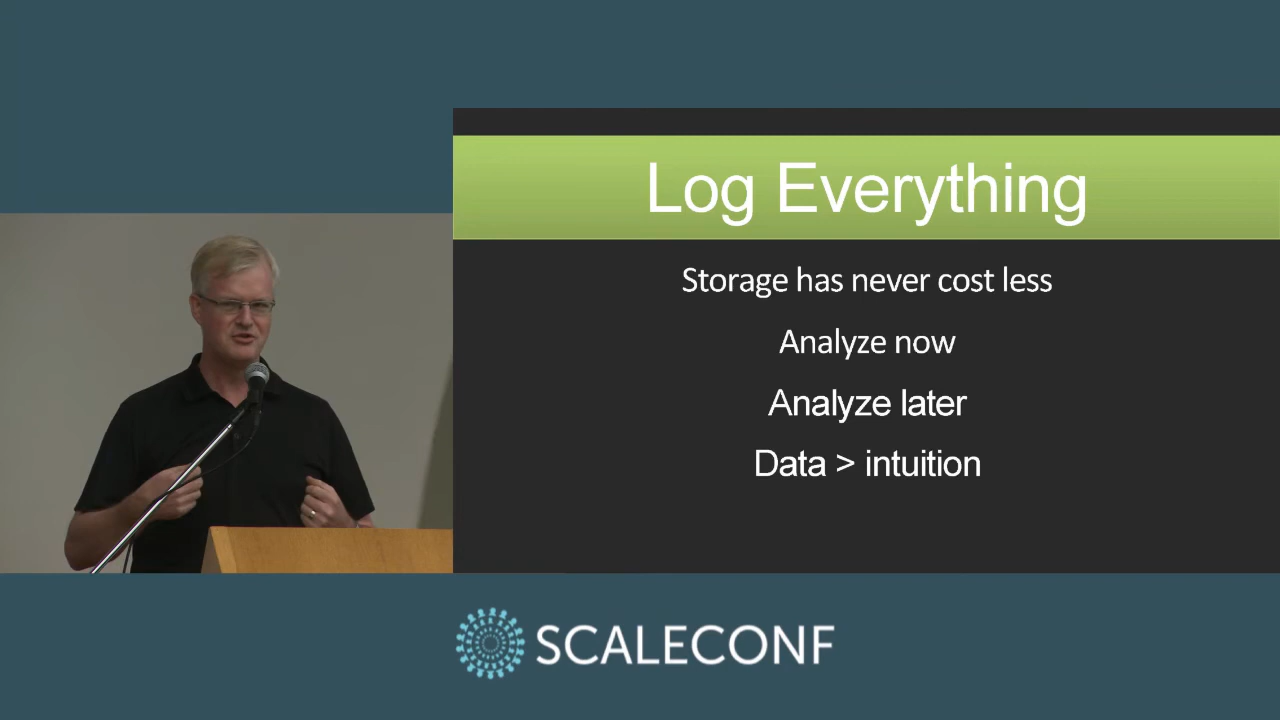 Log Everything
Storage has never cost less
Analyze now
Analyze later
Data > intuition
SCALECONF